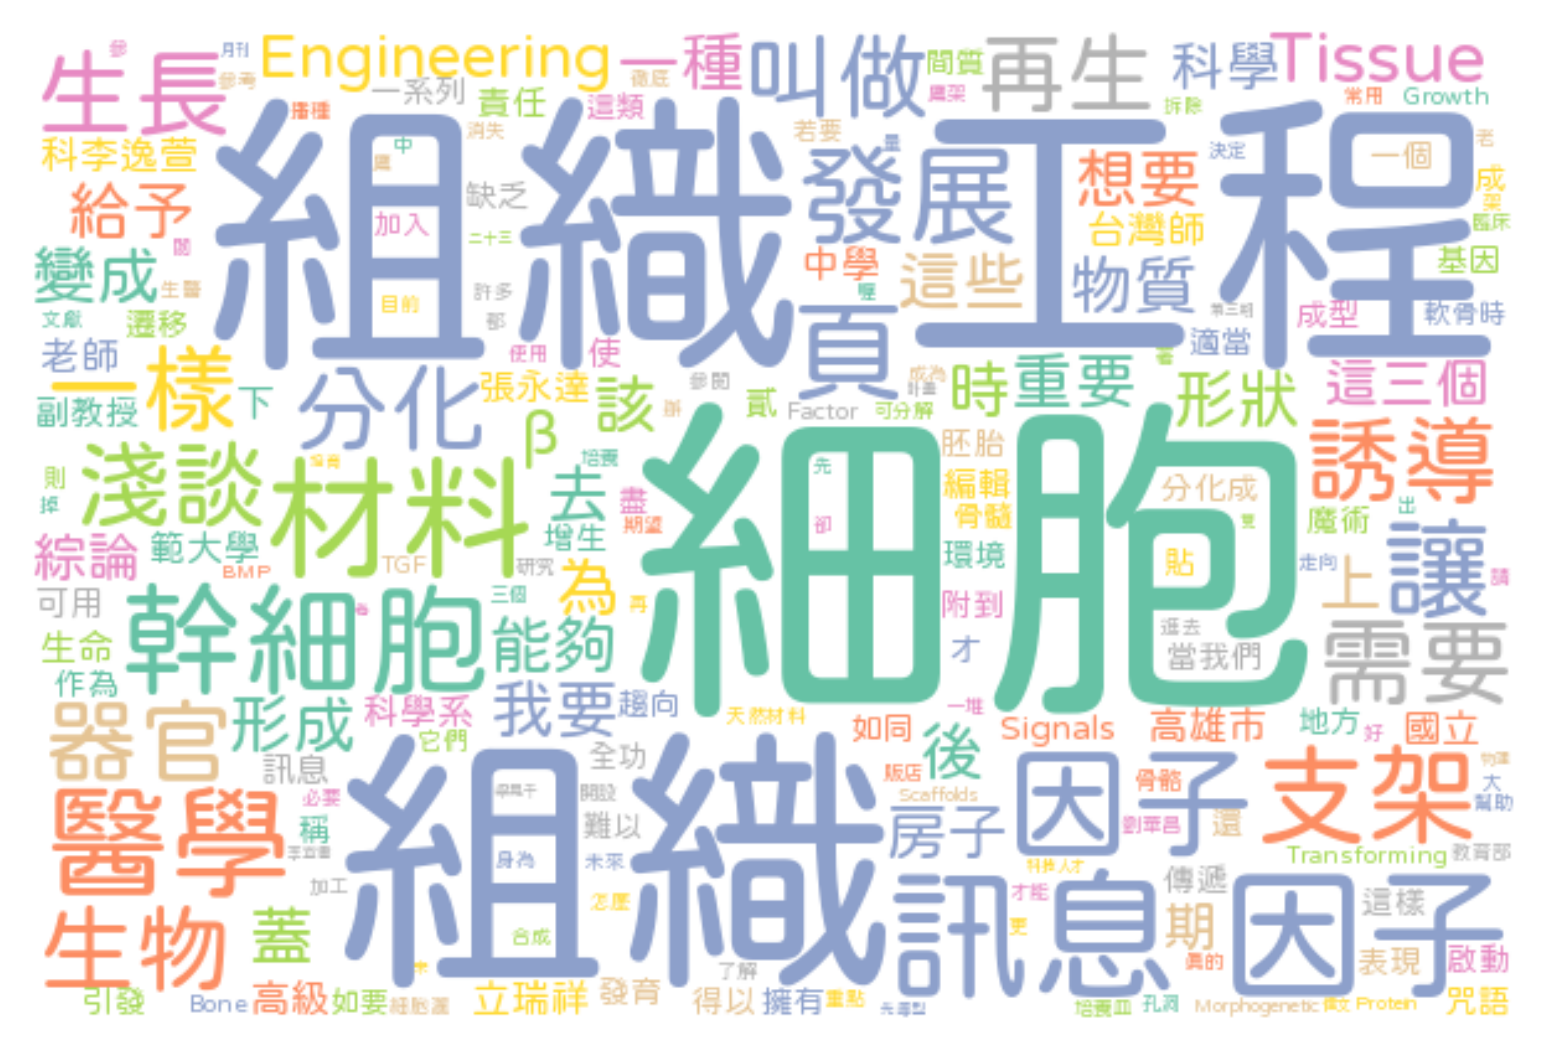 參
月刊
Engineering
一種
叫做
間質
再生
科學
Tissue
生長
參考
一系列
徹底
責任
這類
鷹架
拆除
常用
Growth
播種
消失
若要
量
老
科李逸萱
中
鷹
組織工程
發展
想要
決定
一個
成
架
給予
加入
缺乏
台灣師
臨床
閱
二十三
中學
這些
物質
基因
變成
生醫
目前
許多
都
喔
第三期
成型
軟骨時
文獻
遷移
頁
適當
老師
使用
使
一樣
分化
張永達
參閱
成為
計畫
時
重要
形狀
這三個
副教授
下
該
貳
Factor
可分解
β
胚胎
誘導
淺談
材料
培養
先
細胞
編輯
分化成
則
去
盡
掉
期望
卻
骨髓
出
魔術
讓
綜論
範大學
增生
環境
貼
走向
請
BMP
TGF
研究
為
可用
三個
再
附到
上
幹細胞
能夠
生命
才
進去
當我們
需要
作為
器官
形成
科學系
我要
趨向
天然材料
一堆
如同
Signals
高雄市
地方
好
國立
它們
後
訊息
全功
販店
骨骼
支架
物理
大
幫助
必要
組織
開設
Scaffolds
因子
醫學
稱
難以
房子
劉華昌
還
身為
未來
Transforming
教育部
科技人才
加工
傳遞
才能
訊息因子
這樣
怎麼
生物
蓋
合成
更
期
真的
表現
啟動
了解
引發
Bone
高級
如要
立瑞祥
發育
得以
擁有
重點
培養皿
孔洞
Morphogenetic
Protein
咒語